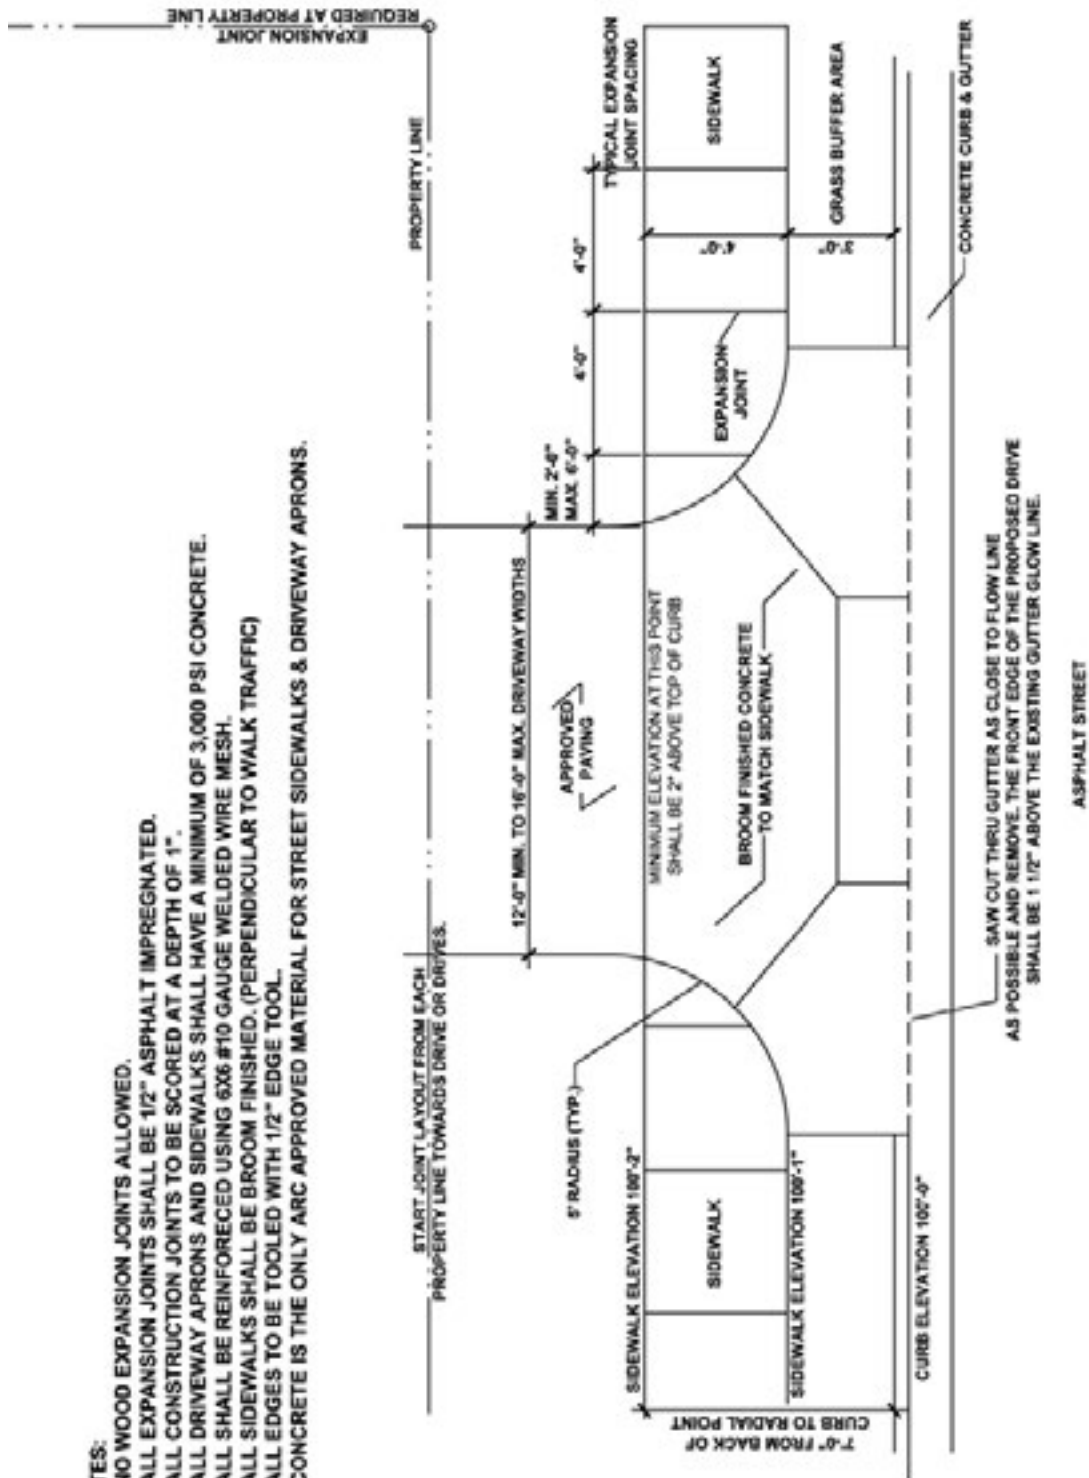 TES:
NO WOOD EXPANSION JOINTS ALLOWED.
ALL EXPANSION JOINTS SHALL BE 1/2" ASPHALT IMPREGNATED.
ALL CONSTRUCTION JOINTS TO BE SCORED AT A DEPTH OF 1".
ALL DRIVEWAY APRONS AND SIDEWALKS SHALL HAVE A MINIMUM OF 3,000 PSI CONCRETE.
ALL SHALL BE REINFORECED USING 6X6 #10 GAUGE WELDED WIRE MESH.
ALL SIDEWALKS SHALL BE BROOM FINISHED. (PERPENDICULAR TO WALK TRAFFIC)
ALL EDGES TO BE TOOLED WITH 1/2" EDGE TOOL.
CONCRETE IS THE ONLY ARC APPROVED MATERIAL FOR STREET SIDEWALKS & DRIVEWAY APRONS.
EXPANSION JOINT
REQUIRED AT PROPERTY LINE
START JOINT LAYOUT FROM EACH
PROPERTY LINE TOWARDS DRIVE OR DRIVES.
PROPERTY LINE
12'-0" MIN. TO 16'-0" MAX. DRIVEWAY WIDTHS
MIN. 2'-6"
MAX. 6'-0"
4'-0"
4'-0"
TYPICAL EXPANSION
JOINT SPACING
APPROVED
PAYING
5' RADIUS (TYP.)
SIDEWALK ELEVATION 100'-2"
MINIMUM ELEVATION AT THIS POINT
SHALL BE 2" ABOVE TOP OF CURB
7'-0" FROM BACK OF
CURB TO RADIAL POINT
SIDEWALK
BROOM FINISHED CONCRETE
TO MATCH SIDEWALK
EXPANSION
JOINT
4'-0"
SIDEWALK
SIDEWALK ELEVATION 100'-1"
3'-0"
GRASS BUFFER AREA
CURB ELEVATION 100'-0"
CONCRETE CURB & GUTTER
SAW CUT THRU GUTTER AS CLOSE TO FLOW LINE
AS POSSIBLE AND REMOVE. THE FRONT EDGE OF THE PROPOSED DRIVE
SHALL BE 1 1/2" ABOVE THE EXISTING GUTTER GLOW LINE.
ASPHALT STREET